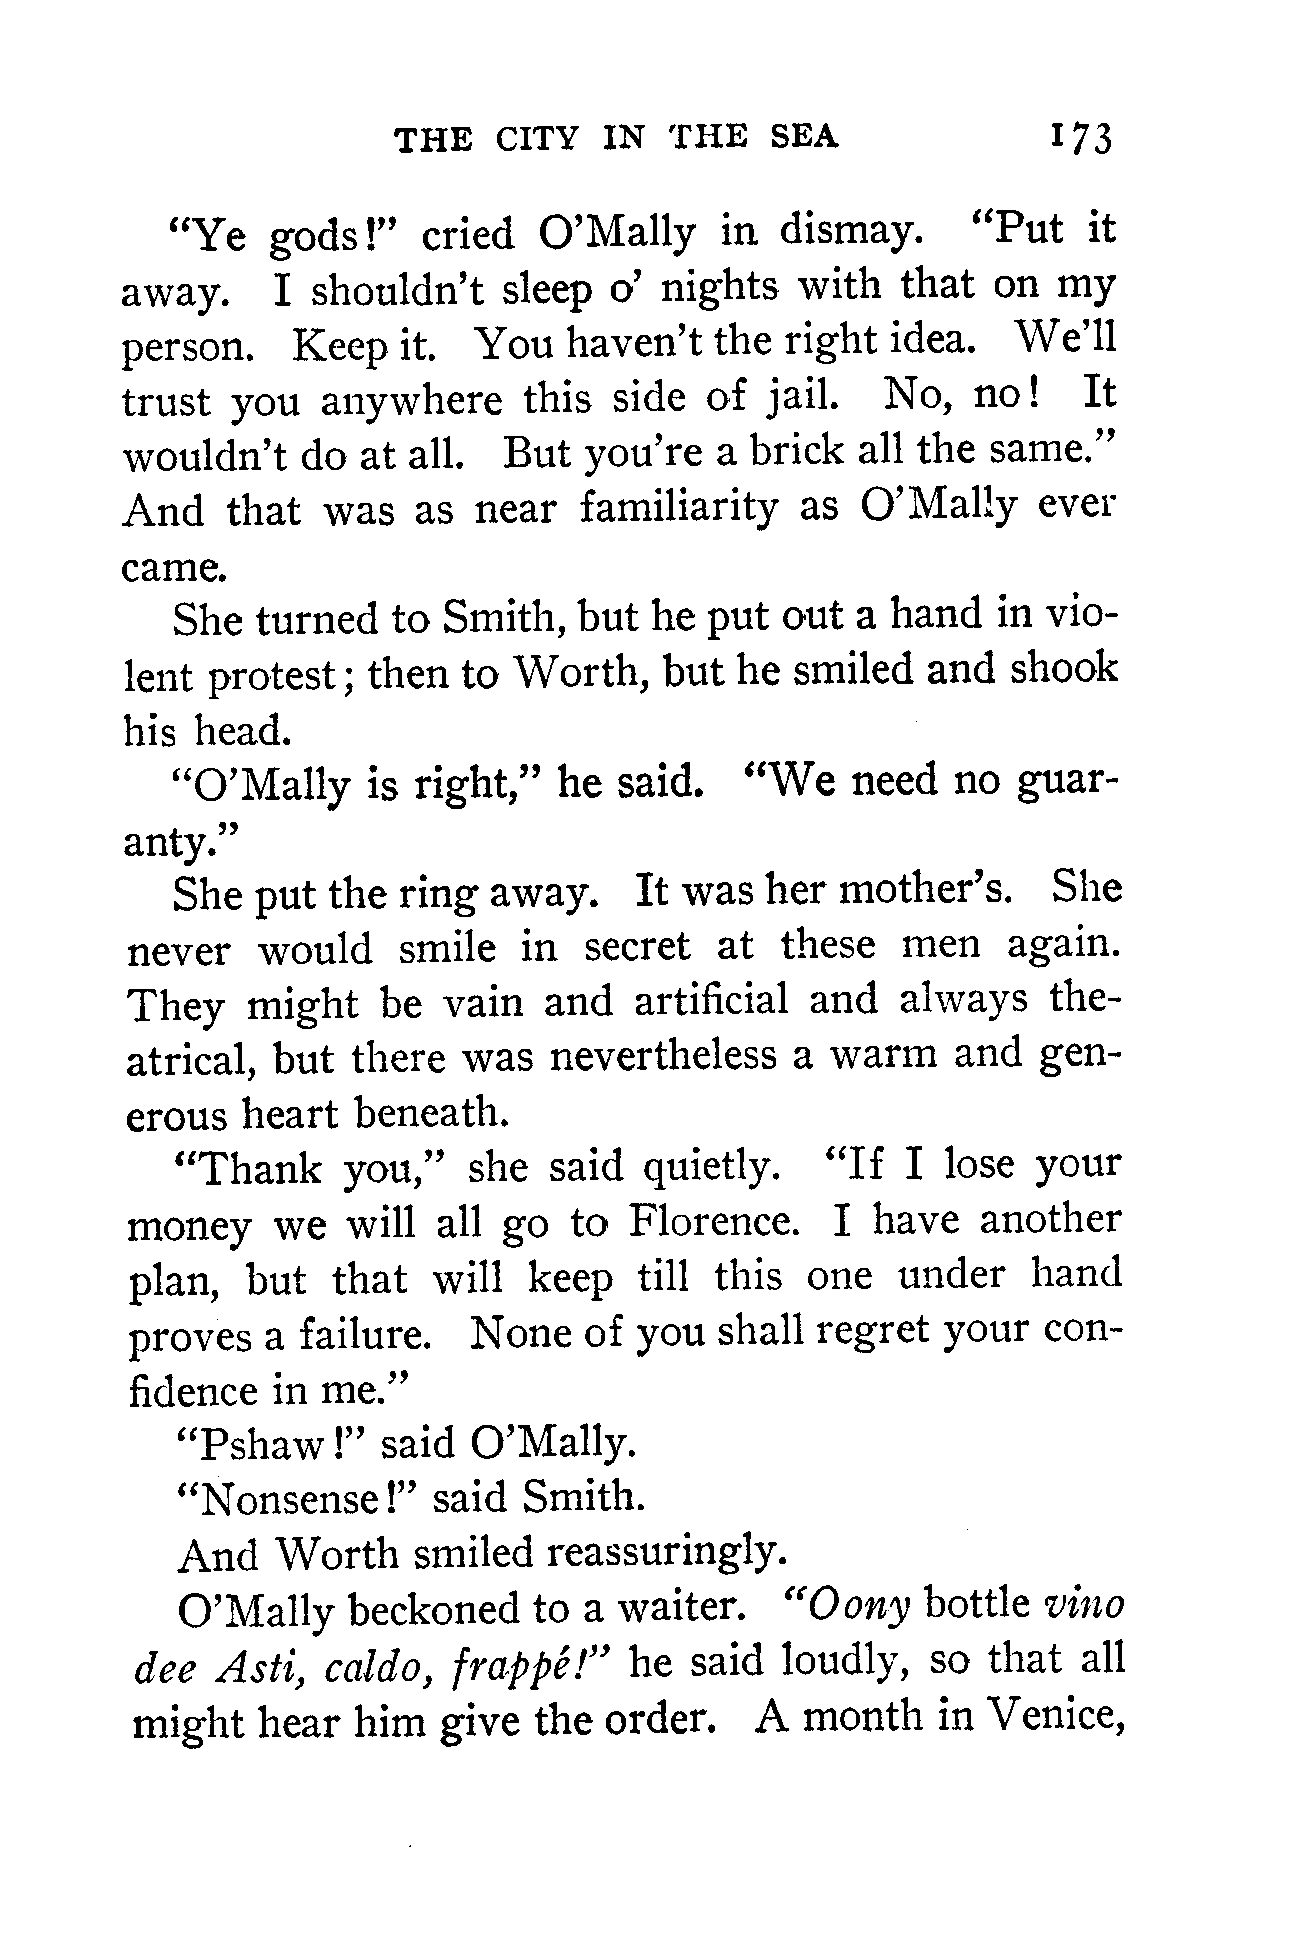 THE CITY IN THE SEA 173
“Ye gods!” cried O’Mally in dismay. “Put it
away. I shouldn’t sleep o’ nights with that on my
person. Keep it. You haven’t the right idea. We’ll
trust you anywhere this side of jail. No, no! It
wouldn’t do at all. But you’re a brick all the same.”
And that was as near familiarity as O’Mally ever
came.
She turned to Smith, but he put out a hand in vio-
lent protest; then to Worth, but he smiled and shook
his head.
“O’Mally is right,” he said. “We need no guar-
anty.”
She put the ring away. It was her mother’s. She
never would smile in secret at these men again.
They might be vain and artificial and always the-
atrical, but there was nevertheless a warm and gen-
erous heart beneath.
“Thank you,” she said quietly. “If I lose your
money we will all go to Florence. I have another
plan, but that will keep till this one under hand
proves a failure. None of you shall regret your con-
fidence in me.”
“Pshaw!” said O’Mally.
“Nonsense!” said Smith.
And Worth smiled reassuringly.
O’Mally beckoned to a waiter. “Oony bottle vino
dee Asti, caldo, frappé!” he said loudly, so that all
might hear him give the order. A month in Venice,